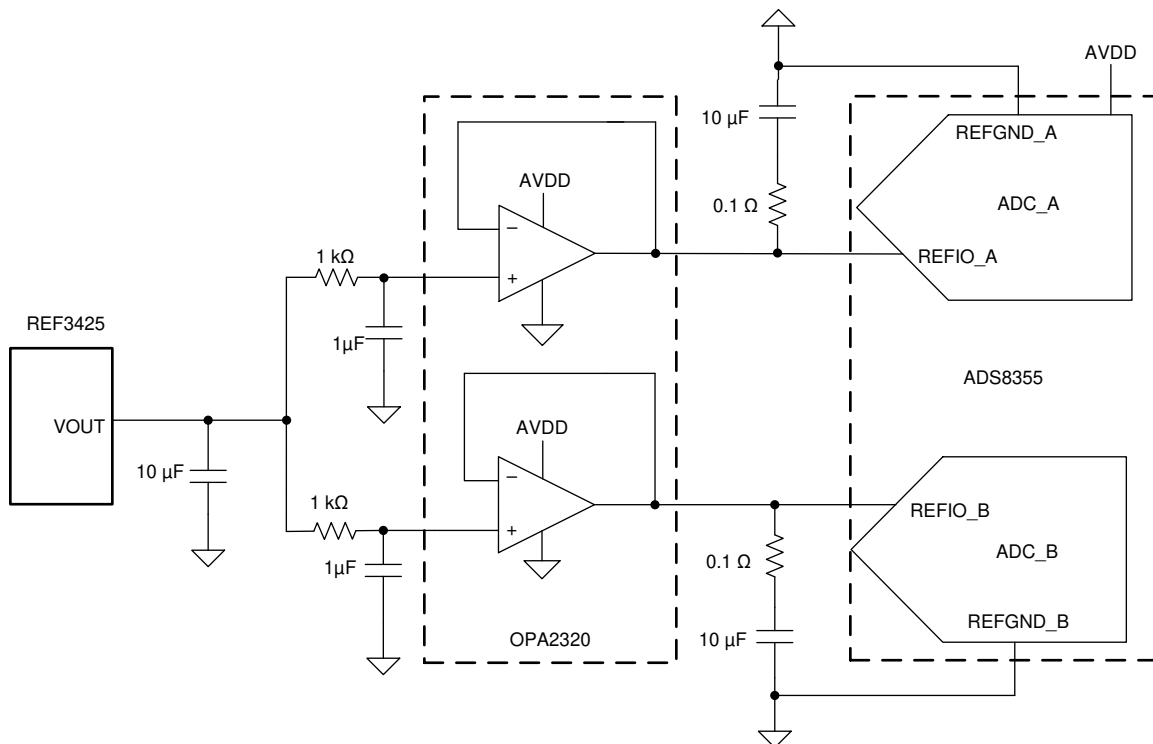 AVDD
10 µF
REFGND_A
AVDD
ADC_A
0.1 Ω
−
1 kΩ
REFIO_A
+
REF3425
1µF
ADS8355
VOUT
AVDD
10 µF
−
1 kΩ
REFIO_B
+
ADC_B
0.1 Ω
1µF
REFGND_B
OPA2320
10 µF